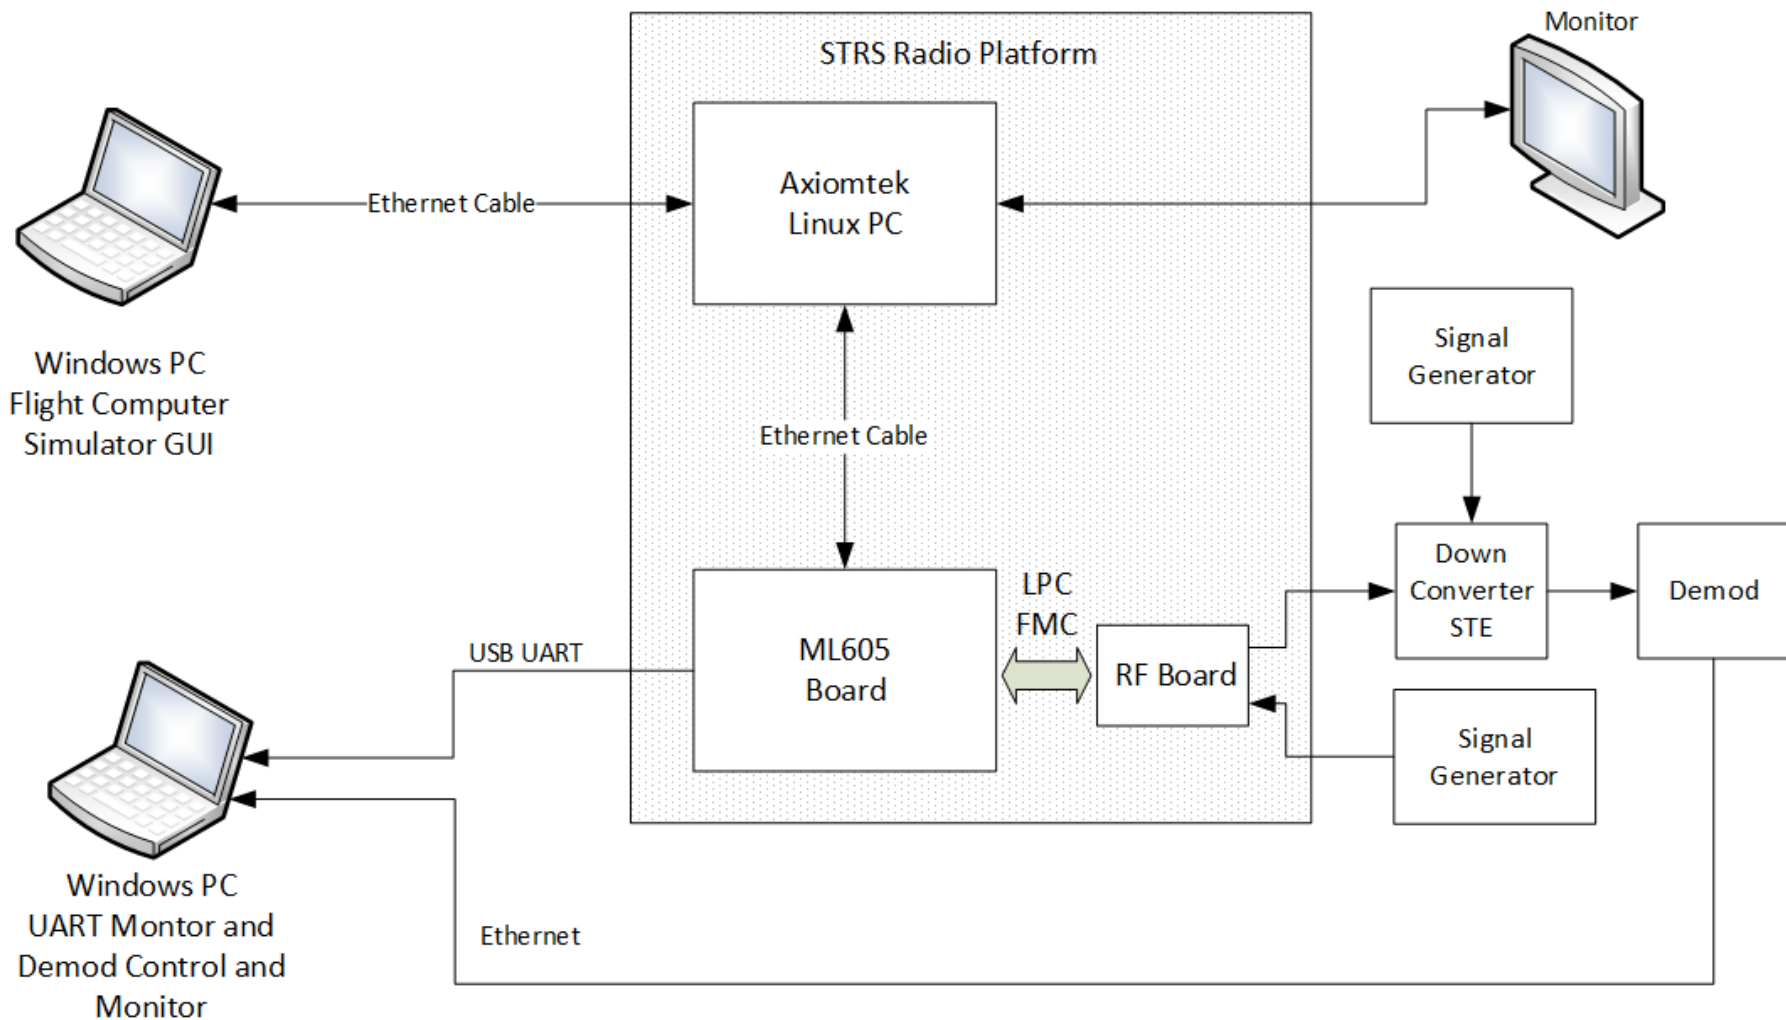 Monitor
STRS Radio Platform
Axiomtek
Linux PC
Ethernet Cable
Windows PC
Flight Computer
Simulator GUI
Signal
Generator
Ethernet Cable
Down
Converter
STE
Demod
LPC
FMC
ML605
Board
RF Board
USB UART
Signal
Generator
Windows PC
UART Montor and
Demod Control and
Monitor
Ethernet